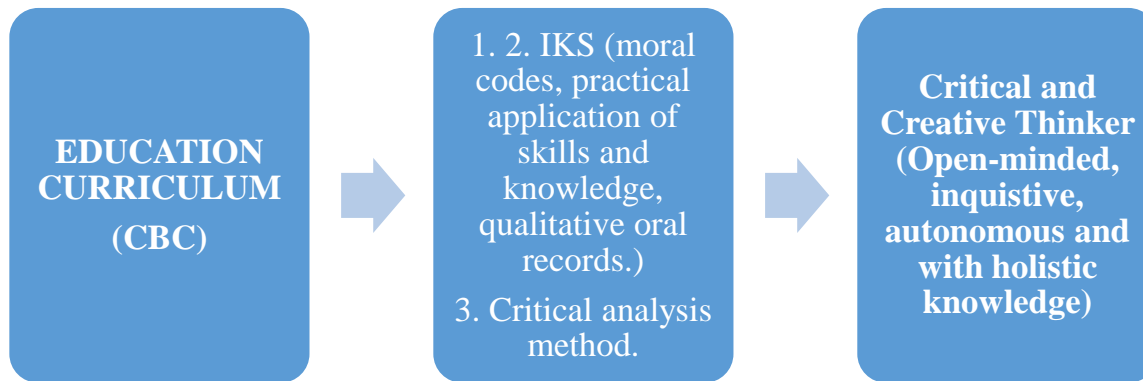 EDUCATION
CURRICULUM
(CBC)
1. 2. IKS (moral
codes, practical
application of
skills and
knowledge,
qualitative oral
records.)
3. Critical analysis
method.
Critical and
Creative Thinker
(Open-minded,
inquistive,
autonomous and
with holistic
knowledge)